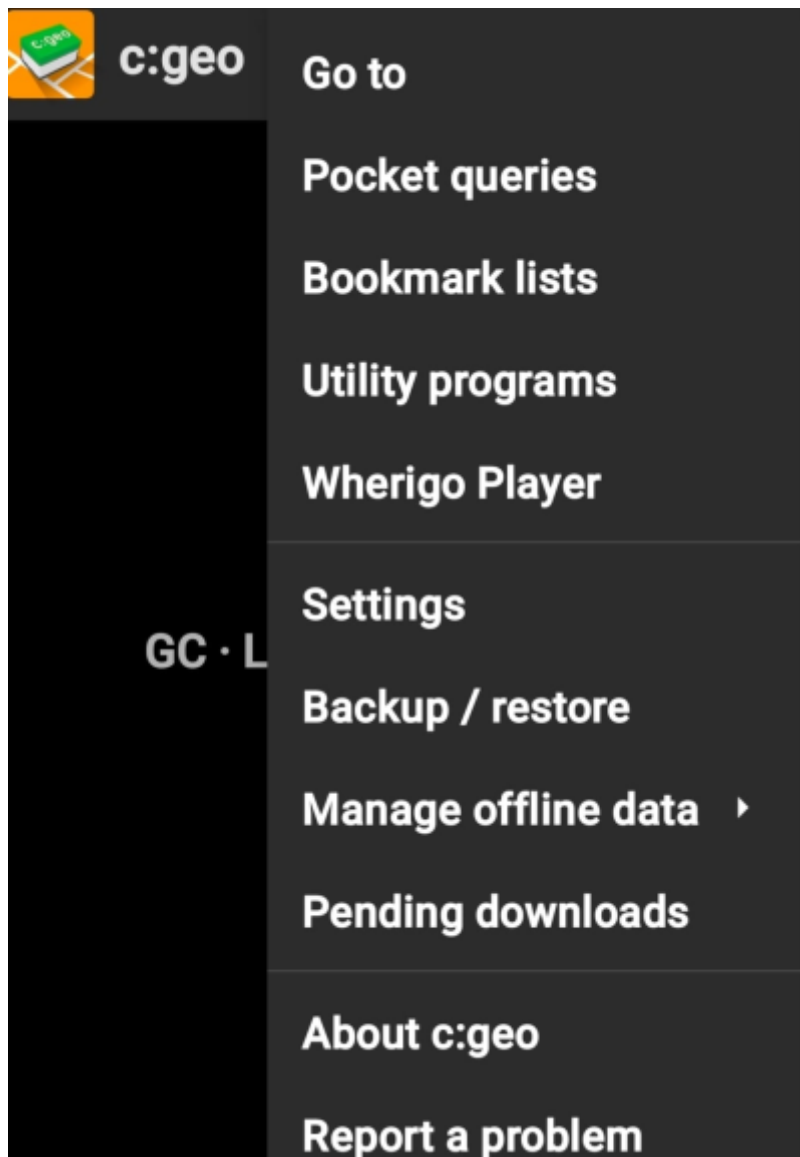 c:geo
c:geo
Go to
Pocket queries
Bookmark lists
Utility programs
Wherigo Player
Settings
GC · L
Backup / restore
Manage offline data
Pending downloads
About c:geo
Report a problem